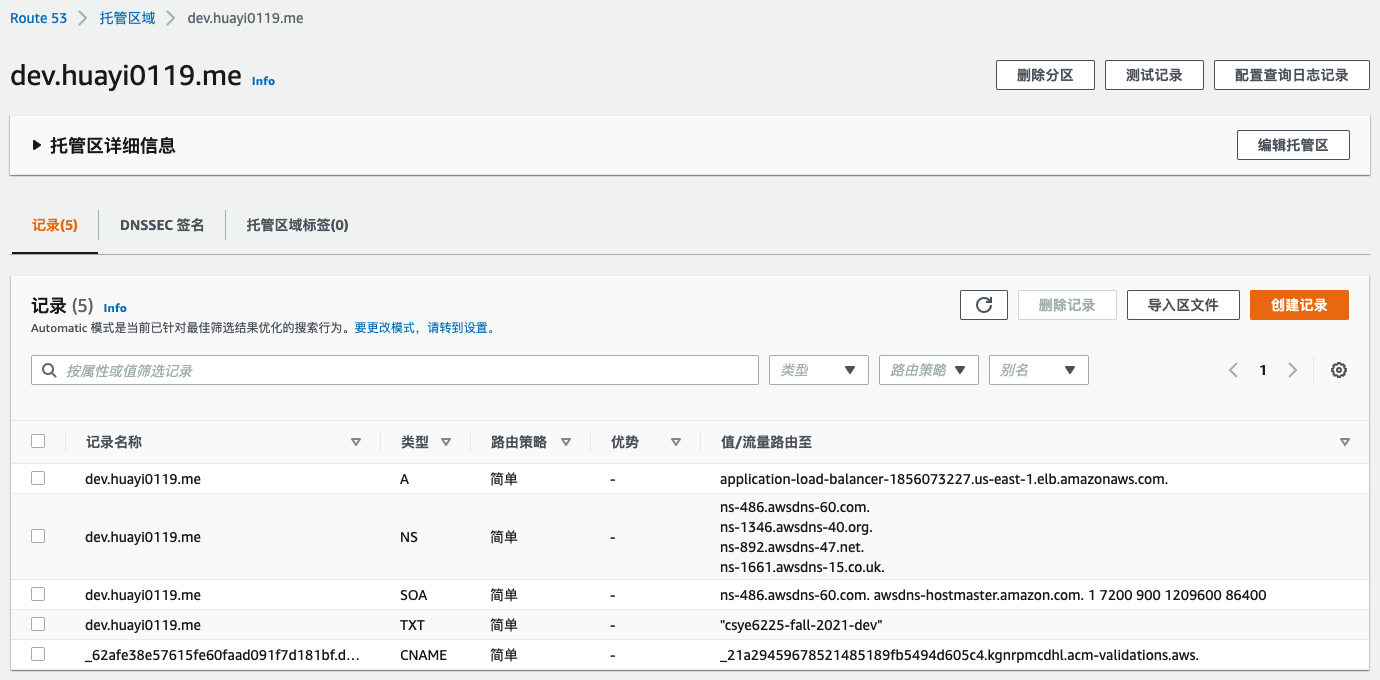 Route 53 托管区域 dev.huayi0119.me
dev.huayi0119.me Info 删除分区 测试记录 配置查询日志记录
托管区详细信息 编辑托管区
记录(5) DNSSEC 签名 托管区域标签(0)
记录 (5) Info 删除记录 导入区文件 创建记录
Automatic 模式是当前已针对最佳筛选结果优化的搜索行为。要更改模式，请转到设置。
按属性或值筛选记录 类型 路由策略 别名 1
记录名称 类型 路由策略 优势 值/流量路由至
dev.huayi0119.me A 简单 - application-load-balancer-1856073227.us-east-1.elb.amazonaws.com.
ns-486.awsdns-60.com.
ns-1346.awsdns-40.org.
dev.huayi0119.me NS 简单 -
ns-892.awsdns-47.net.
ns-1661.awsdns-15.co.uk.
dev.huayi0119.me SOA 简单 - ns-486.awsdns-60.com. awsdns-hostmaster.amazon.com. 1 7200 900 1209600 86400
dev.huayi0119.me TXT 简单 - "csye6225-fall-2021-dev"
_62afe38e57615fe60faad091f7d181bf.d... CNAME 简单 - _21a29459678521485189fb5494d605c4.kgnrpmcdhl.acm-validations.aws.